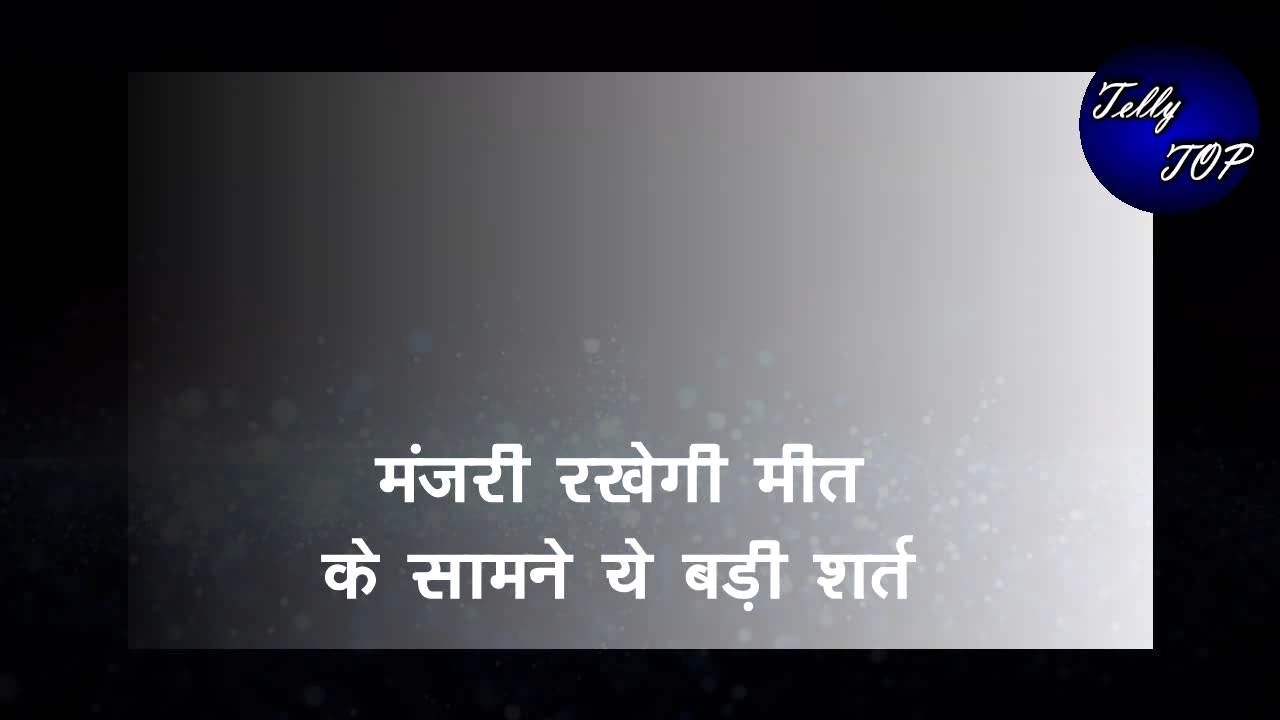 Telly
TOP
मंजरी रखेगी मीत
के सामने ये बड़ी शर्त